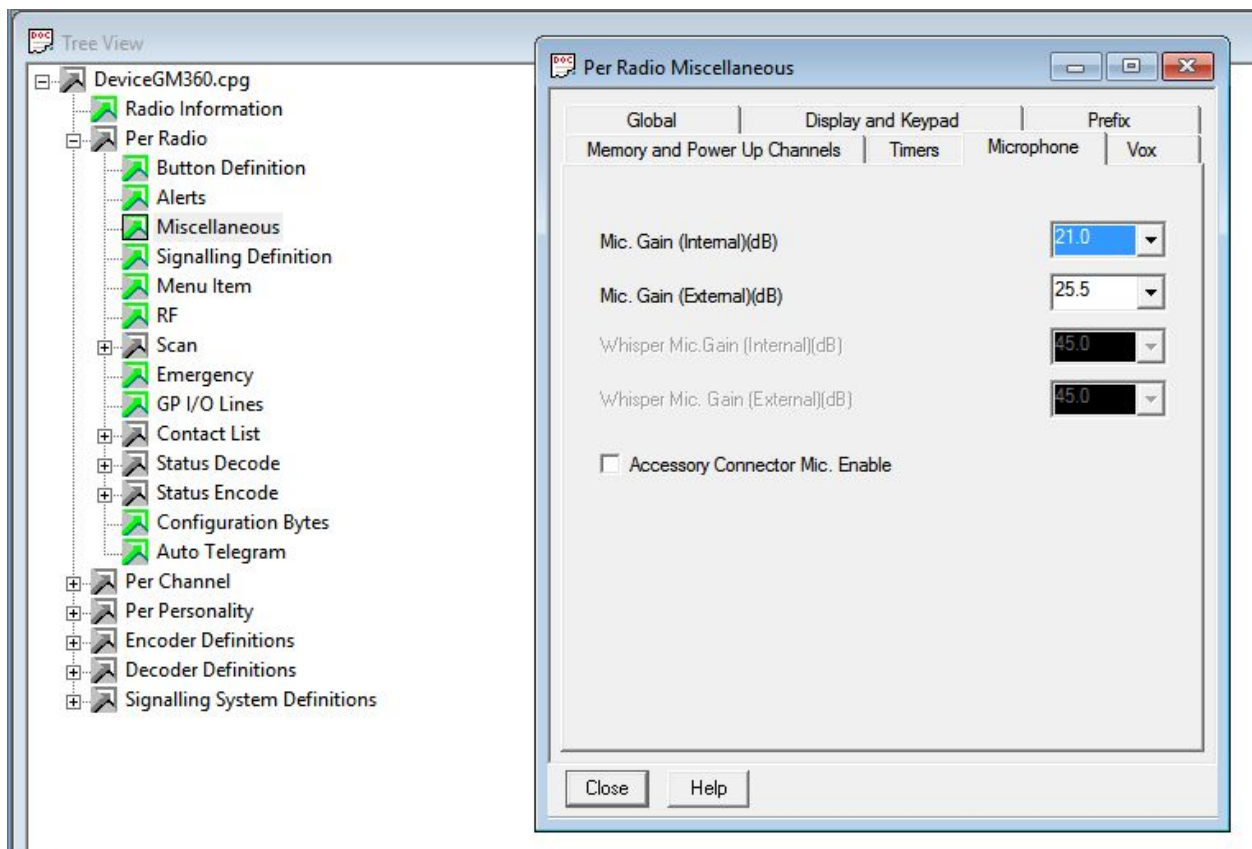 Tree View
DeviceGM360.cpg
Radio Information
Per Radio
Button Definition
Alerts
Miscellaneous
Signalling Definition
Menu Item
RF
Scan
Emergency
GP I/O Lines
Contact List
Status Decode
Status Encode
Configuration Bytes
Auto Telegram
Per Channel
Per Personality
Encoder Definitions
Decoder Definitions
Signalling System Definitions
Per Radio Miscellaneous
Global Display and Keypad Prefix
Memory and Power Up Channels Timers Microphone Vox
Mic. Gain (Internal)(dB) 21.0
Mic. Gain (External)(dB) 25.5
Whisper Mic.Gain (Internal)(dB) 45.0
Whisper Mic. Gain (External)(dB) 45.0
Accessory Connector Mic. Enable
Close Help